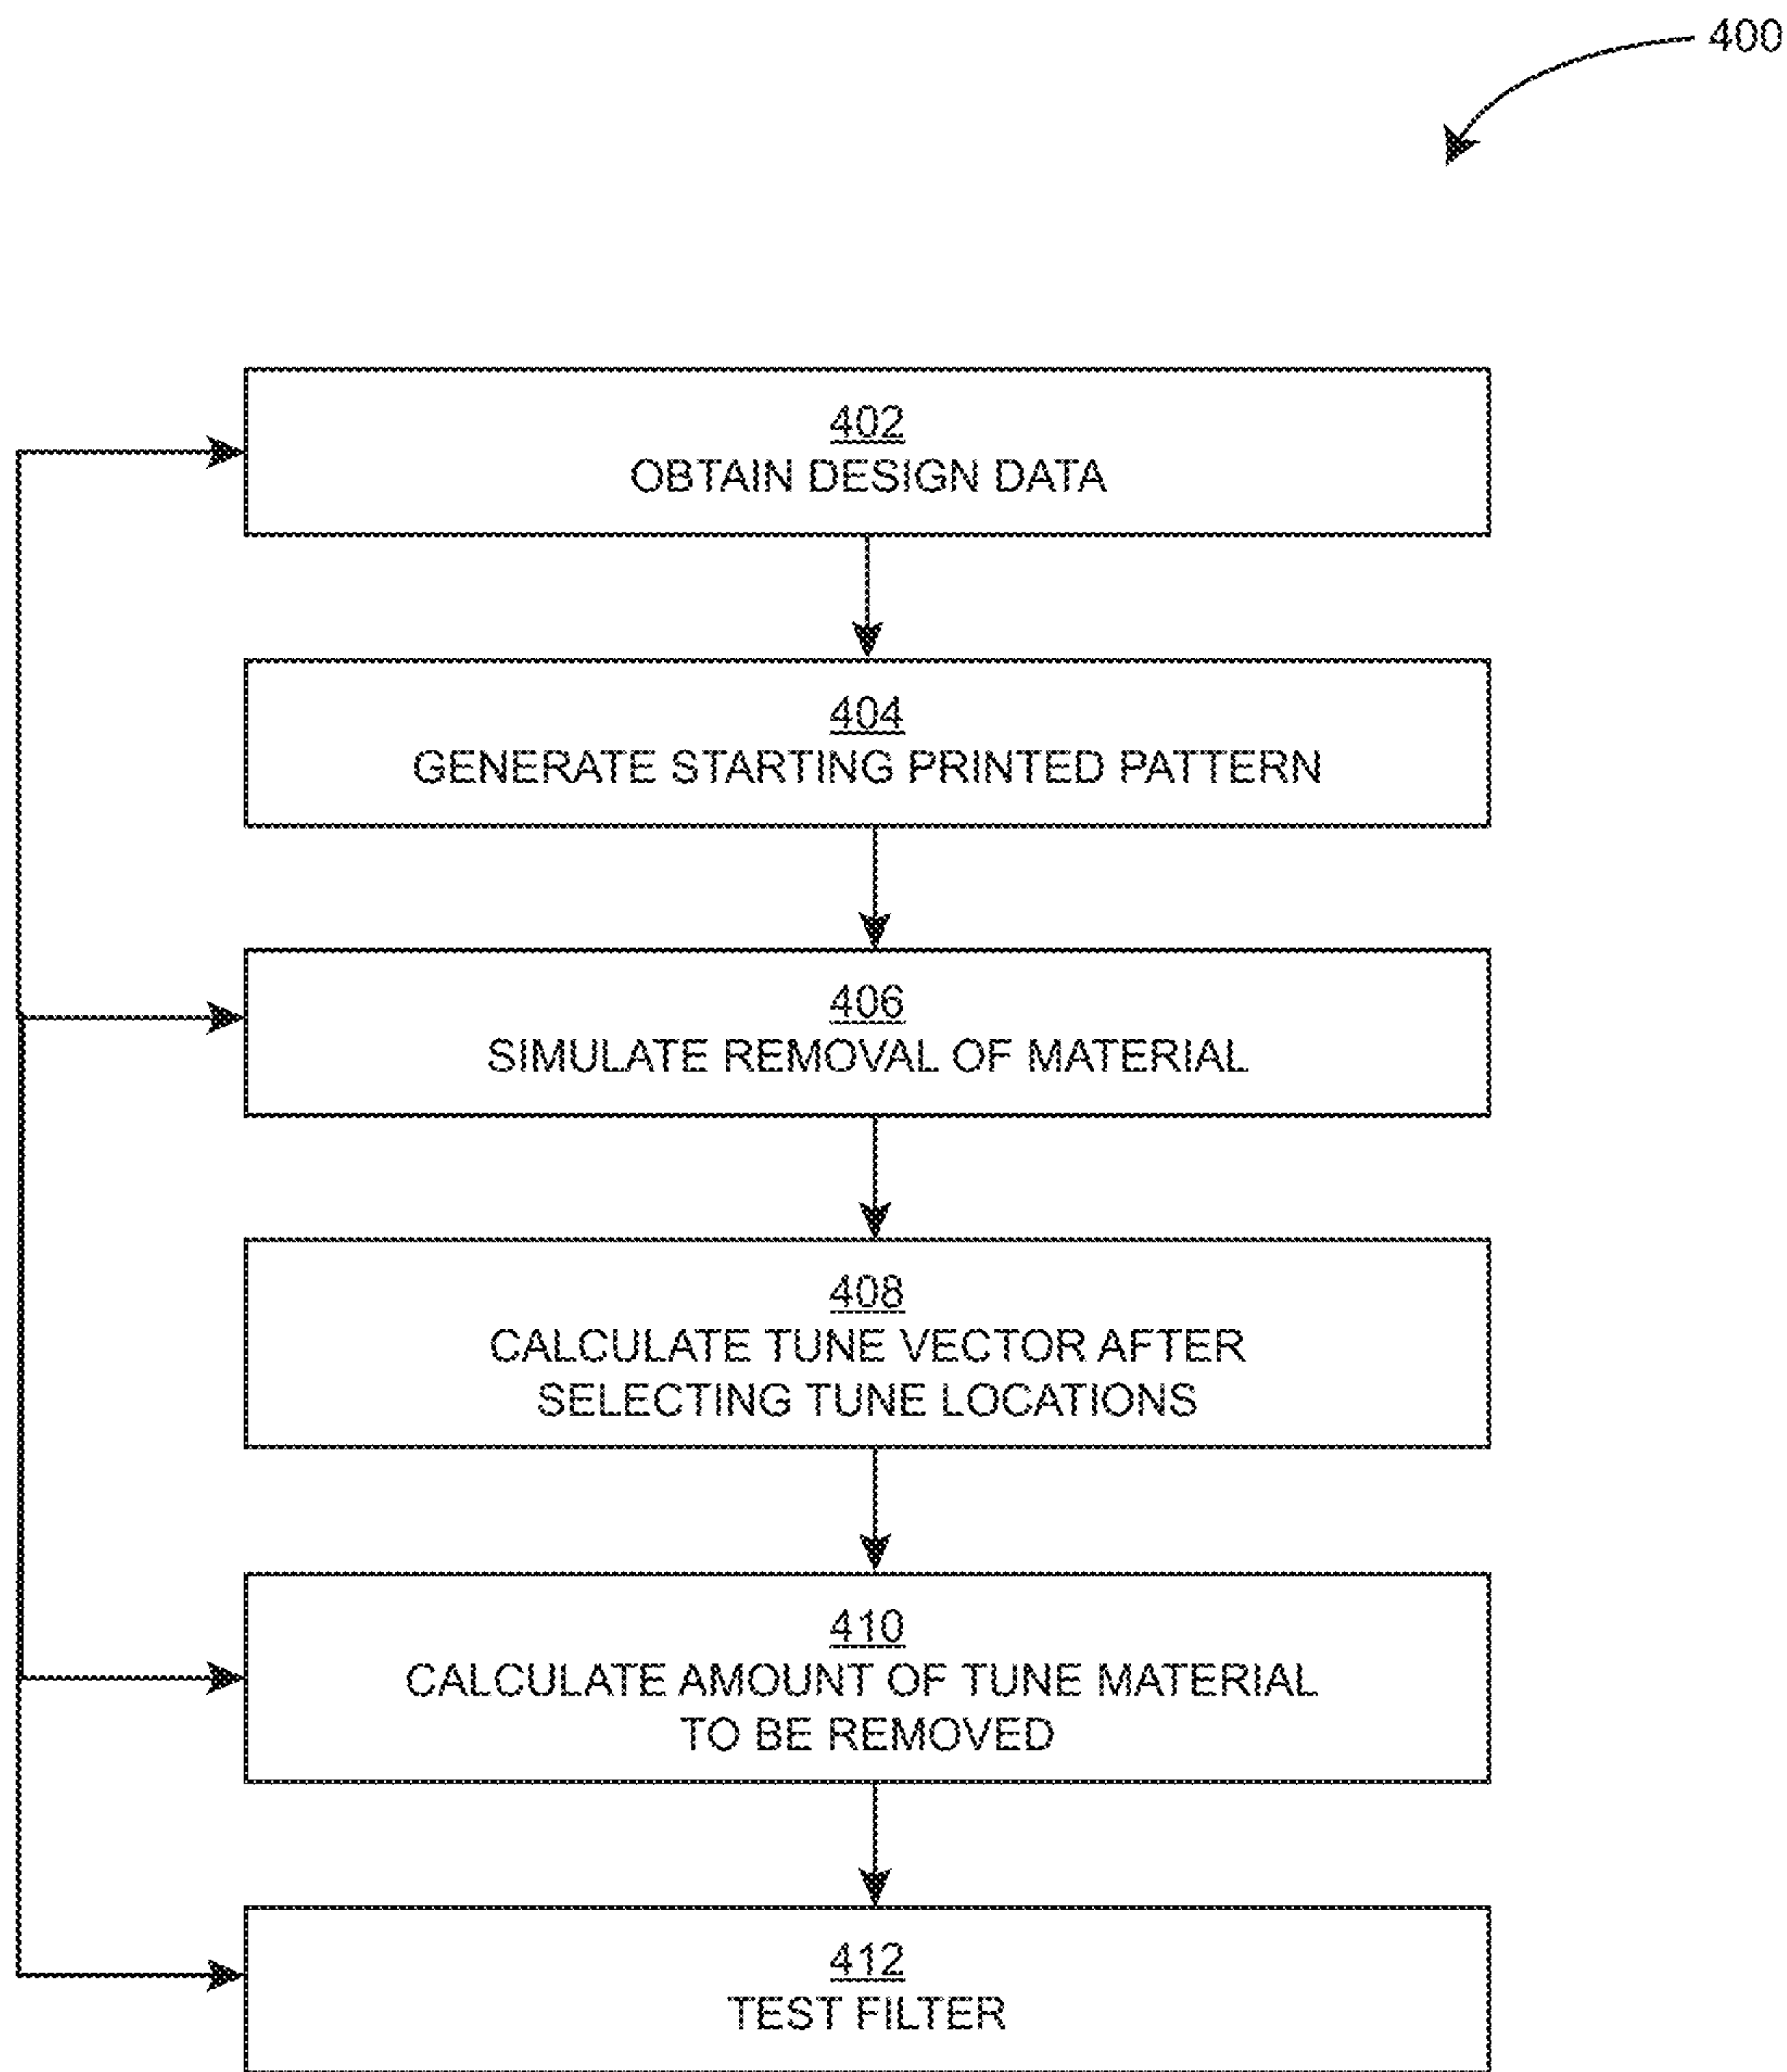 400
402
OBTAIN DESIGN DATA
404
GENERATE STARTING PRINTED PATTERN
406
SIMULATE REMOVAL OF MATERIAL
408
CALCULATE TUNE VECTOR AFTER
SELECTING TUNE LOCATIONS
410
CALCULATE AMOUNT OF TUNE MATERIAL
TO BE REMOVED
412
TEST FILTER